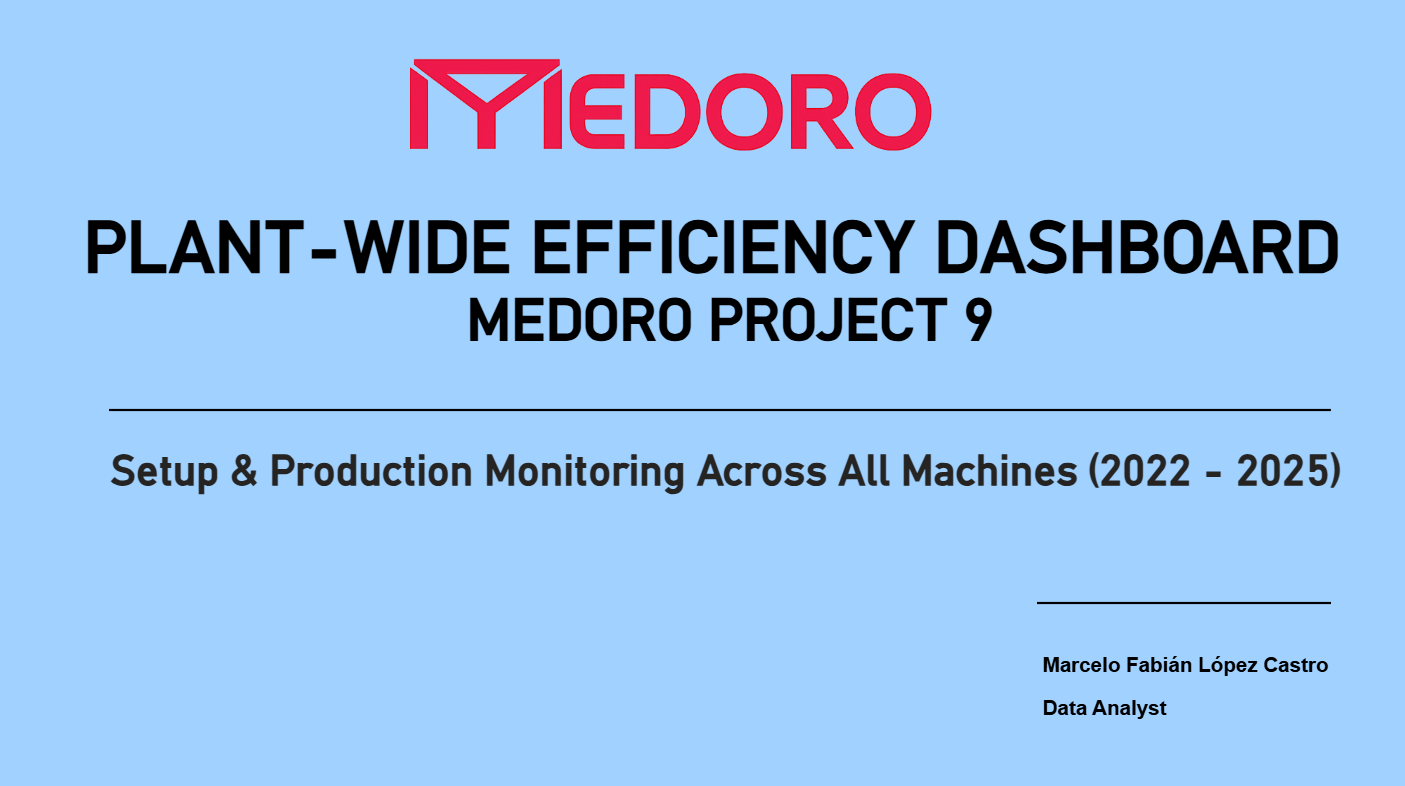 MEDORO
PLANT-WIDE EFFICIENCY DASHBOARD
MEDORO PROJECT 9
Setup & Production Monitoring Across All Machines (2022 - 2025)
Marcelo Fabián López Castro
Data Analyst